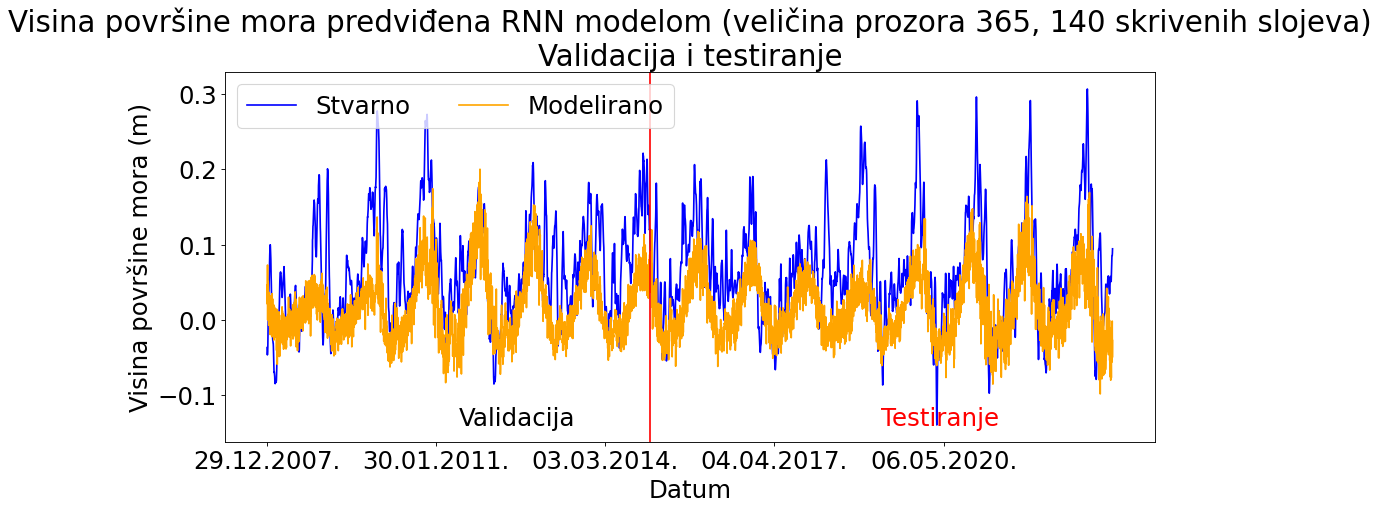 Visina površine mora predviđena RNN modelom (veličina prozora 365, 140 skrivenih slojeva)
Validacija i testiranje
Stvarno
Modelirano
Visina površine mora (m)
0.3
0.2
0.1
0.0
−0.1
Validacija
Testiranje
29.12.2007.
30.01.2011.
03.03.2014.
04.04.2017.
06.05.2020.
Datum